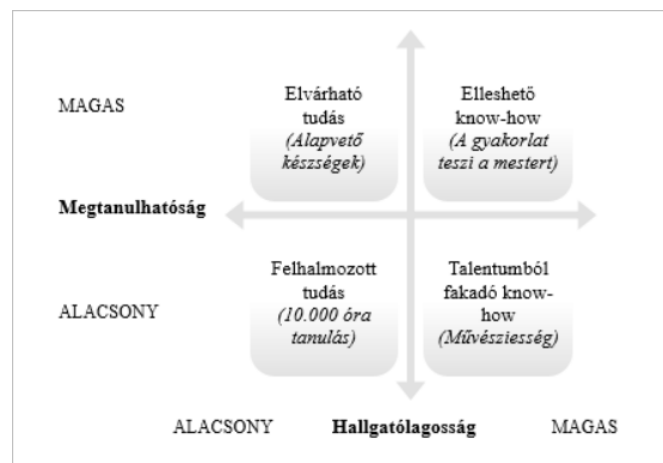 MAGAS
Elvárható
tudás
(Alapvető
készségek)
Elleshető
know-how
(A gyakorlat
teszi a mestert)
Megtanulhatóság
ALACSONY
Felhalmozott
tudás
(10.000 óra
tanulás)
Talentumból
fakadó know-
how
(Művésziesség)
ALACSONY
Hallgatólagosság
MAGAS